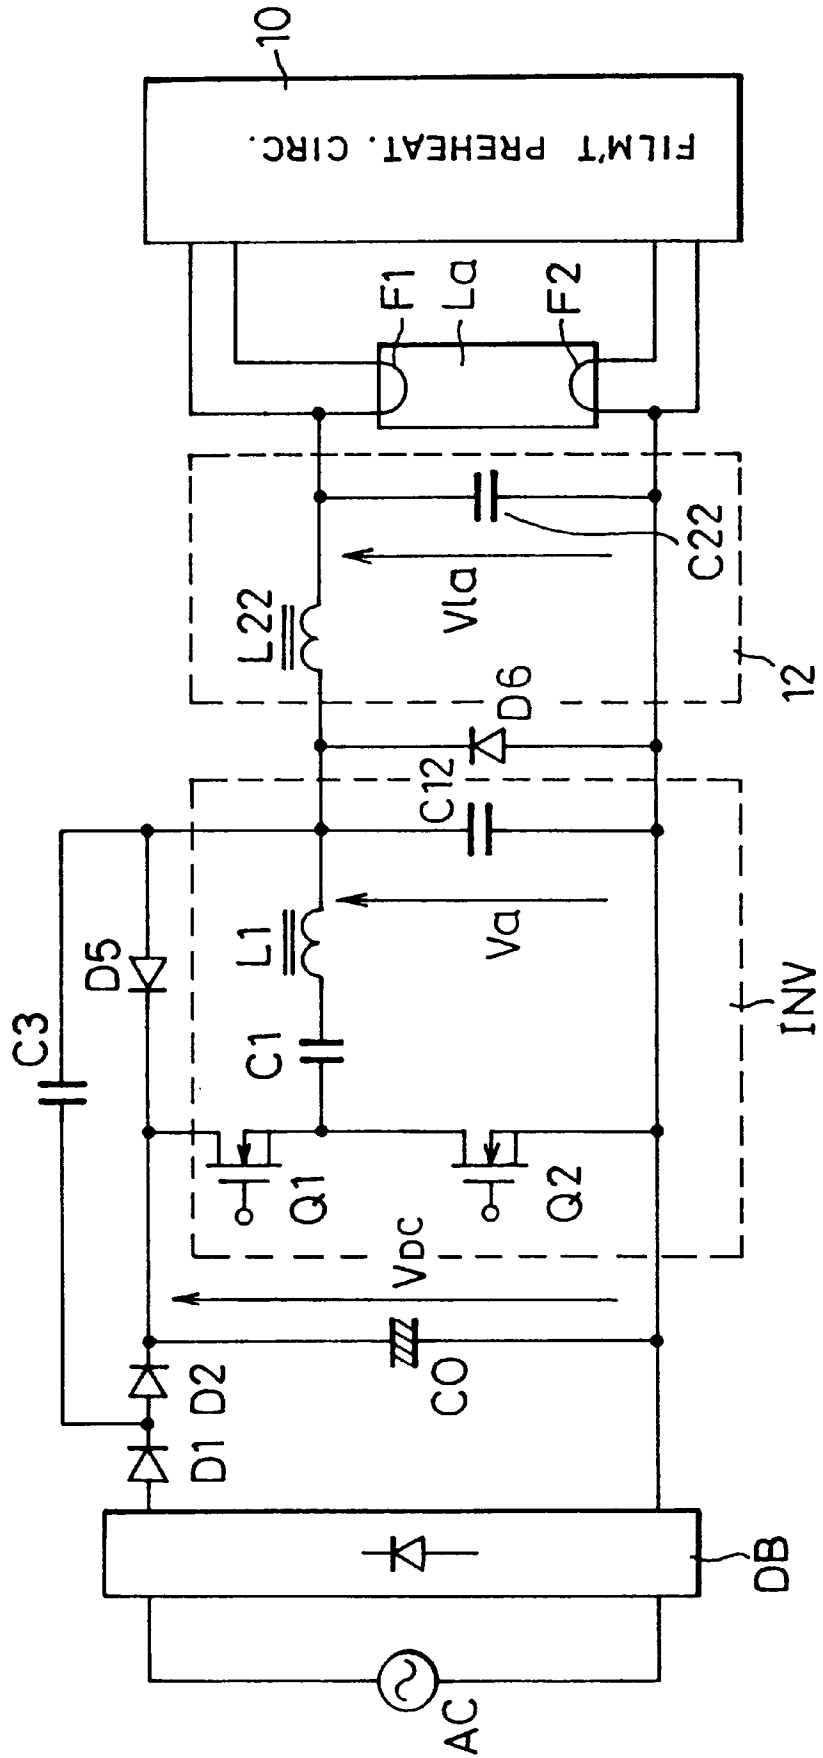 C3
D5
D1
D2
Q1
C1
L1
L22
10
FILM'T PREHEAT. CIRC.
F1
La
F2
C0
VDC
Q2
Va
C12
D6
Vla
C22
AC
DB
INV
12